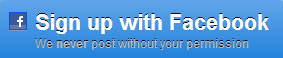 Sign up with Facebook
We never post without your permission